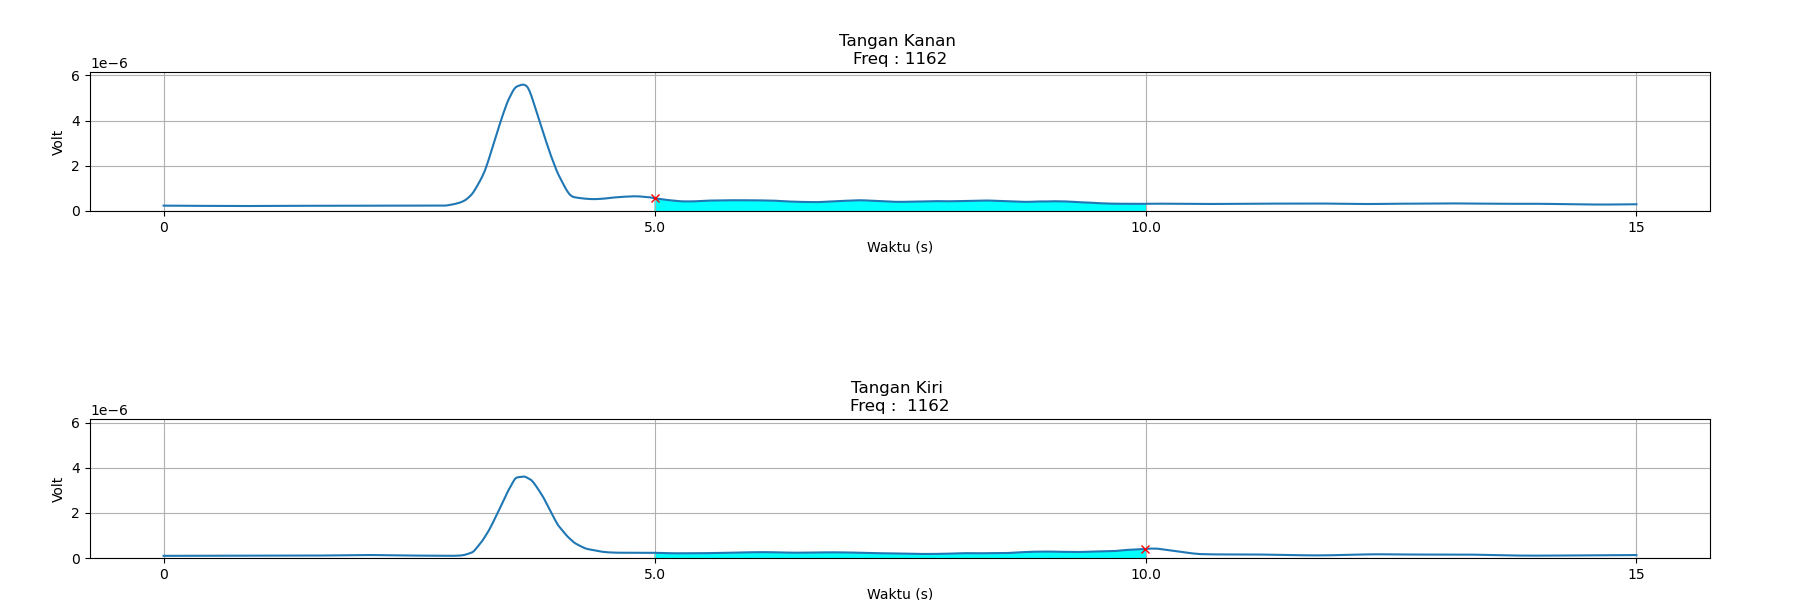 Tangan Kanan
Freq : 1162
1e−6
6
4
2
0
Volt
0 5.0 10.0 15
Waktu (s)
Tangan Kiri
Freq :  1162
1e−6
6
4
2
0
Volt
0 5.0 10.0 15
Waktu (s)